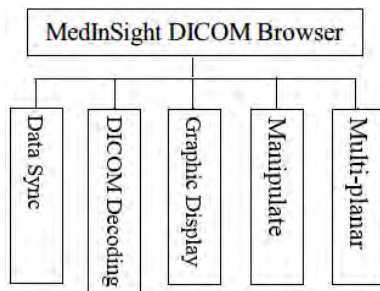 MedInSight DICOM Browser
Data Sync
DICOM Decoding
Graphic Display
Manipulate
Multi-planar